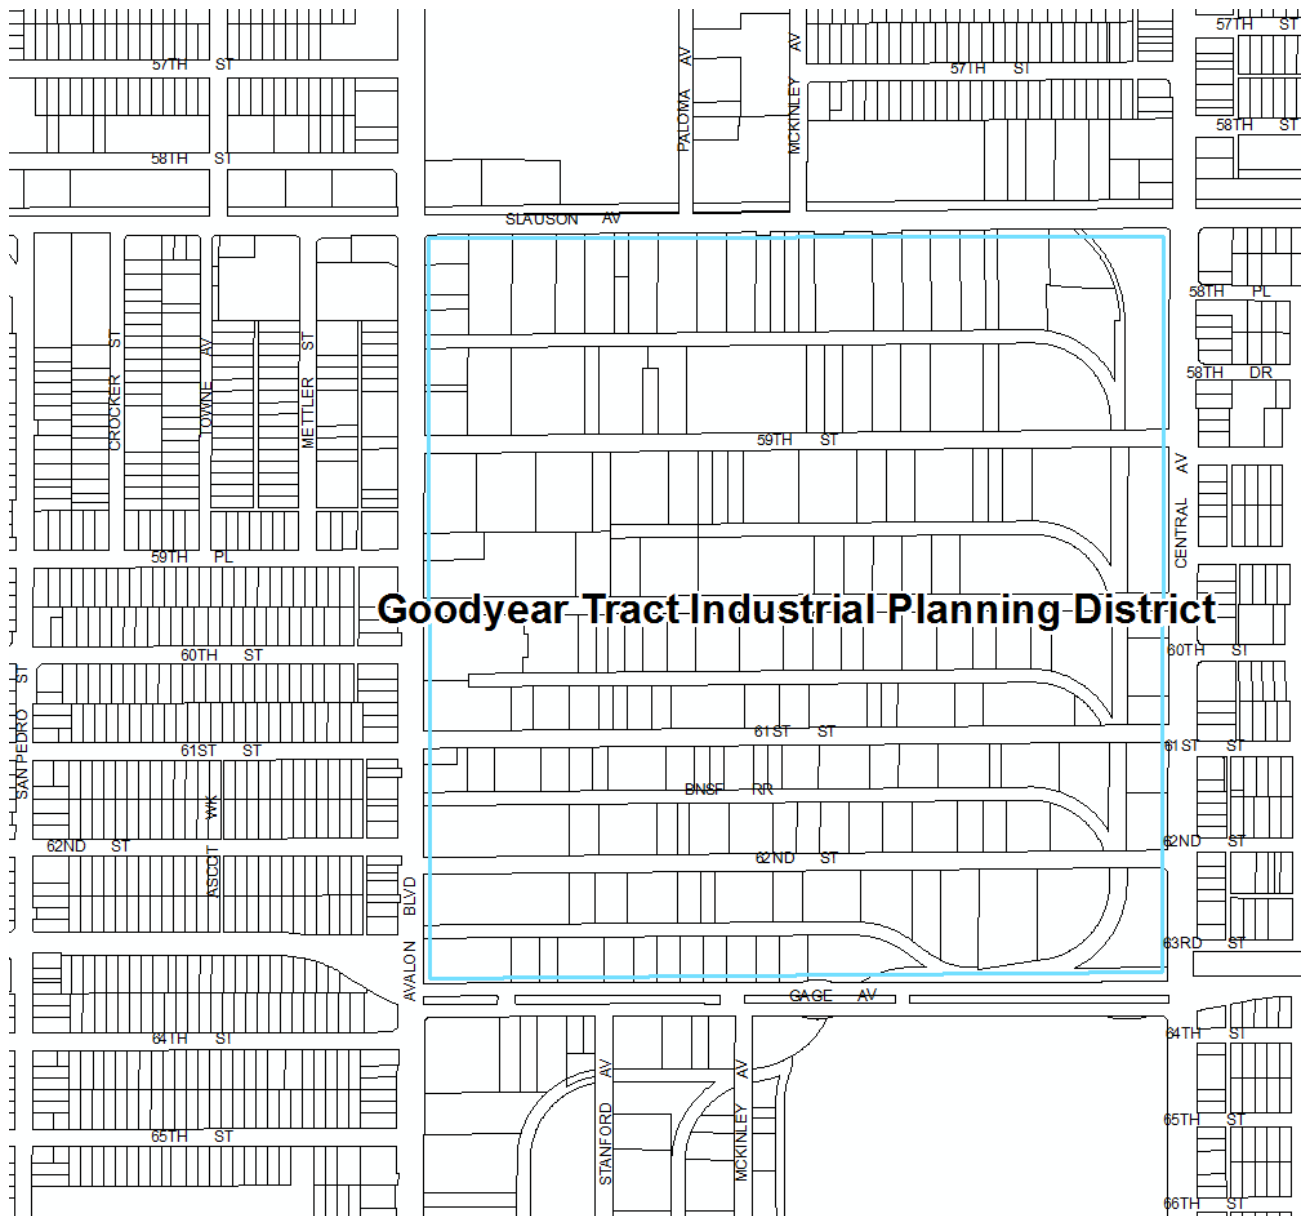 57TH ST
57TH ST
57TH ST
PALOMA AV
MCKINLEY AV
58TH ST
58TH ST
SLAUSON AV
58TH PL
58TH DR
CROCKER ST
TOWNE AV
METTLER ST
59TH ST
CENTRAL AV
59TH PL
Goodyear Tract Industrial Planning District
60TH ST
60TH ST
SAN PEDRO ST
61ST ST
61ST ST
61ST ST
BNSF RR
ASCOT WK
62ND ST
62ND ST
62ND ST
AVALON BLVD
63RD ST
GAGE AV
64TH ST
64TH ST
STANFORD AV
MCKINLEY AV
65TH ST
65TH ST
66TH ST